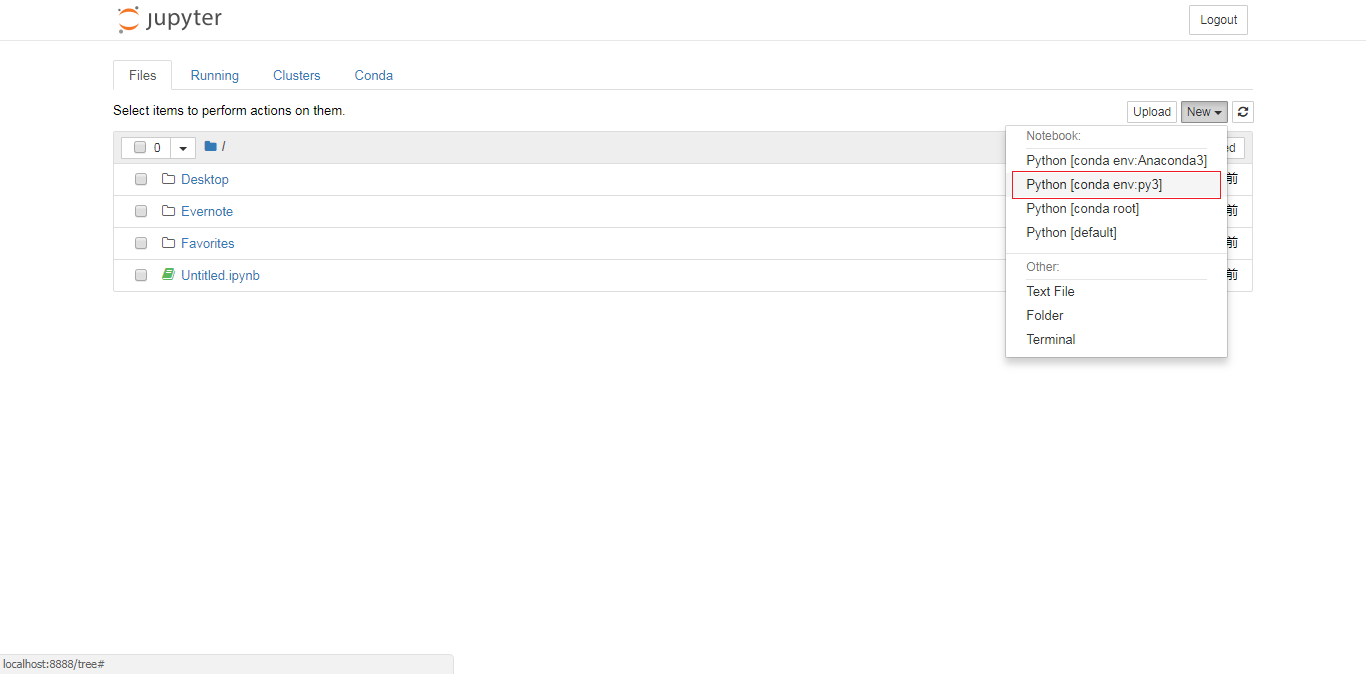 jupyter
Logout
Files Running Clusters Conda
Select items to perform actions on them.
Upload New
0 /
Notebook:
Python [conda env:Anaconda3]
Python [conda env:py3]
Python [conda root]
Python [default]
Other:
Text File
Folder
Terminal
ed
Desktop 前
Evernote 前
Favorites 前
Untitled.ipynb 前
localhost:8888/tree#